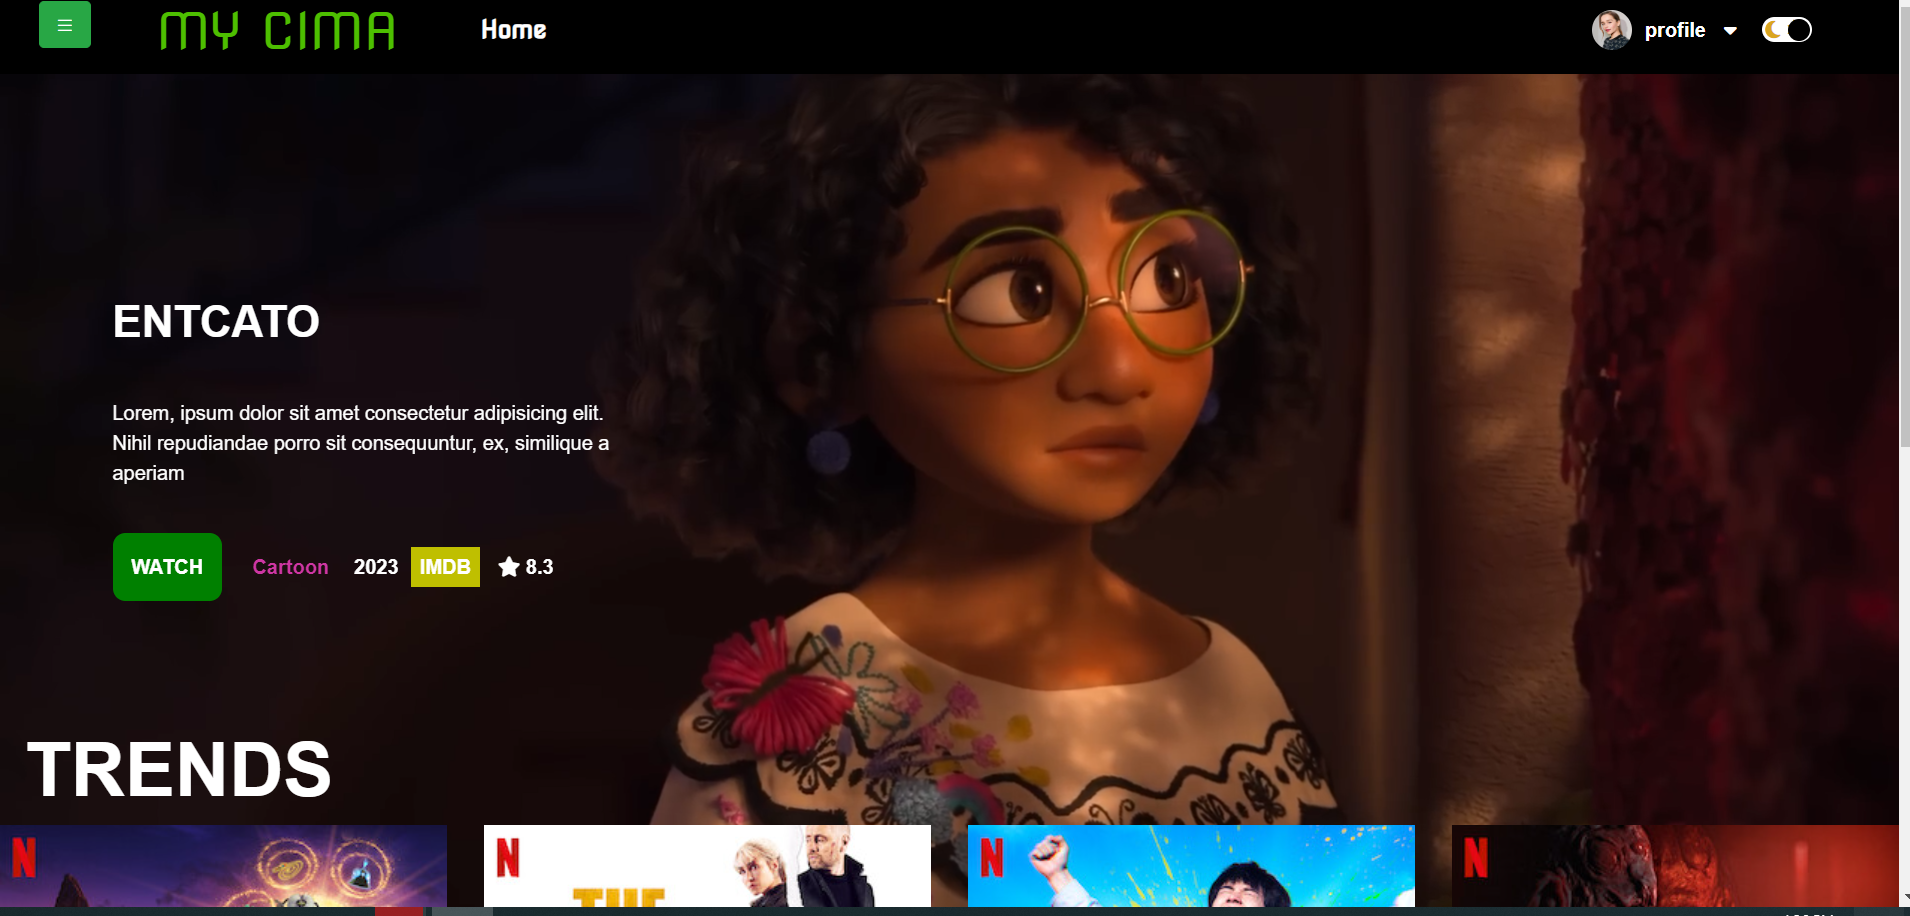 MY CIMA
Home
profile
ENTCATO
Lorem, ipsum dolor sit amet consectetur adipisicing elit.
Nihil repudiandae porro sit consequuntur, ex, similique a
aperiam
WATCH Cartoon 2023 IMDB 8.3
TRENDS
N
N
THE
N
N